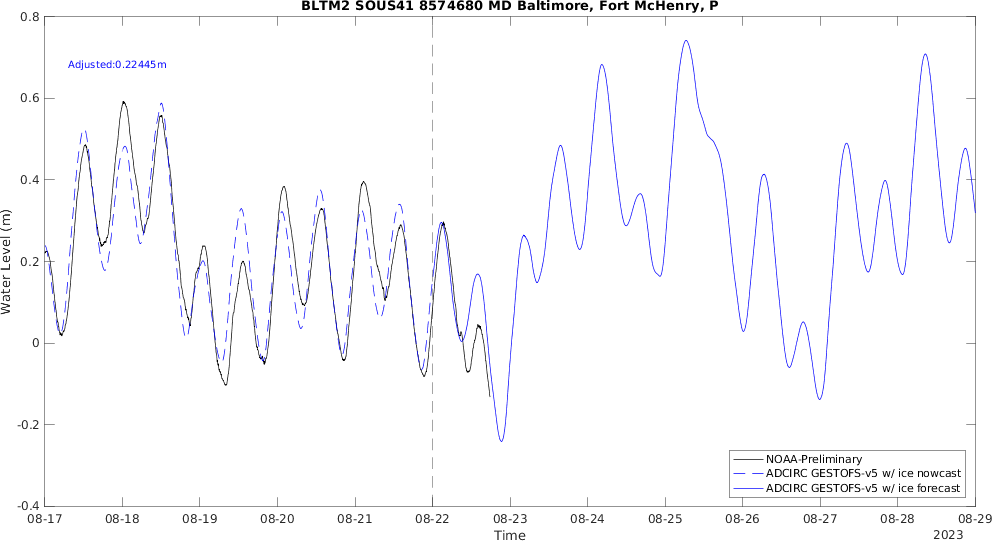 BLTM2 SOUS41 8574680 MD Baltimore, Fort McHenry, P
Adjusted:0.22445m
0.8
0.6
0.4
0.2
0
-0.2
-0.4
Water Level (m)
NOAA-Preliminary
ADCIRC GESTOFS-v5 w/ ice nowcast
ADCIRC GESTOFS-v5 w/ ice forecast
08-17 08-18 08-19 08-20 08-21 08-22 08-23 08-24 08-25 08-26 08-27 08-28 08-29
Time
2023